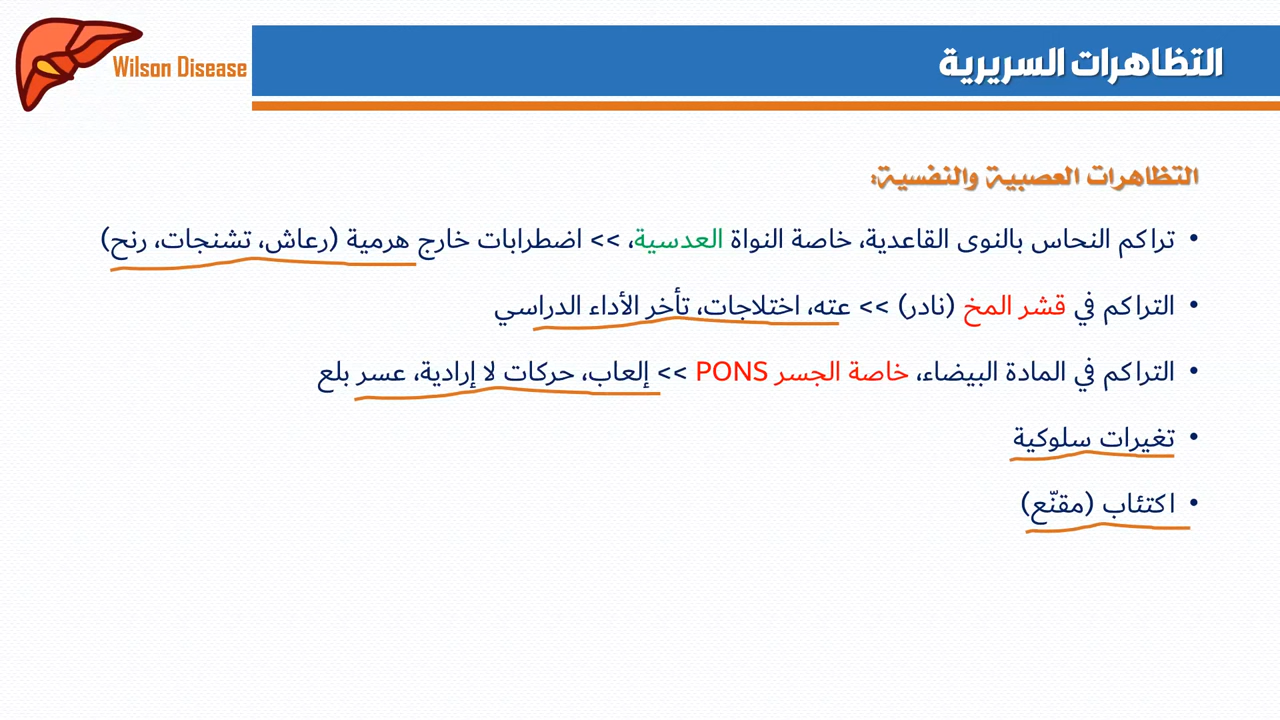 Wilson Disease
التظاهرات السريرية
التظاهرات العصبية والنفسية:
• تراكم النحاس بالنوى القاعدية، خاصة النواة العدسية، >> اضطرابات خارج هرمية (رعاش، تشنجات، رنح)
• التراكم في قشر المخ (نادر) >> عته، اختلاجات، تأخر الأداء الدراسي
• التراكم في المادة البيضاء، خاصة الجسر PONS >> إلعاب، حركات لا إرادية، عسر بلع
• تغيرات سلوكية
• اكتئاب (مقنّع)